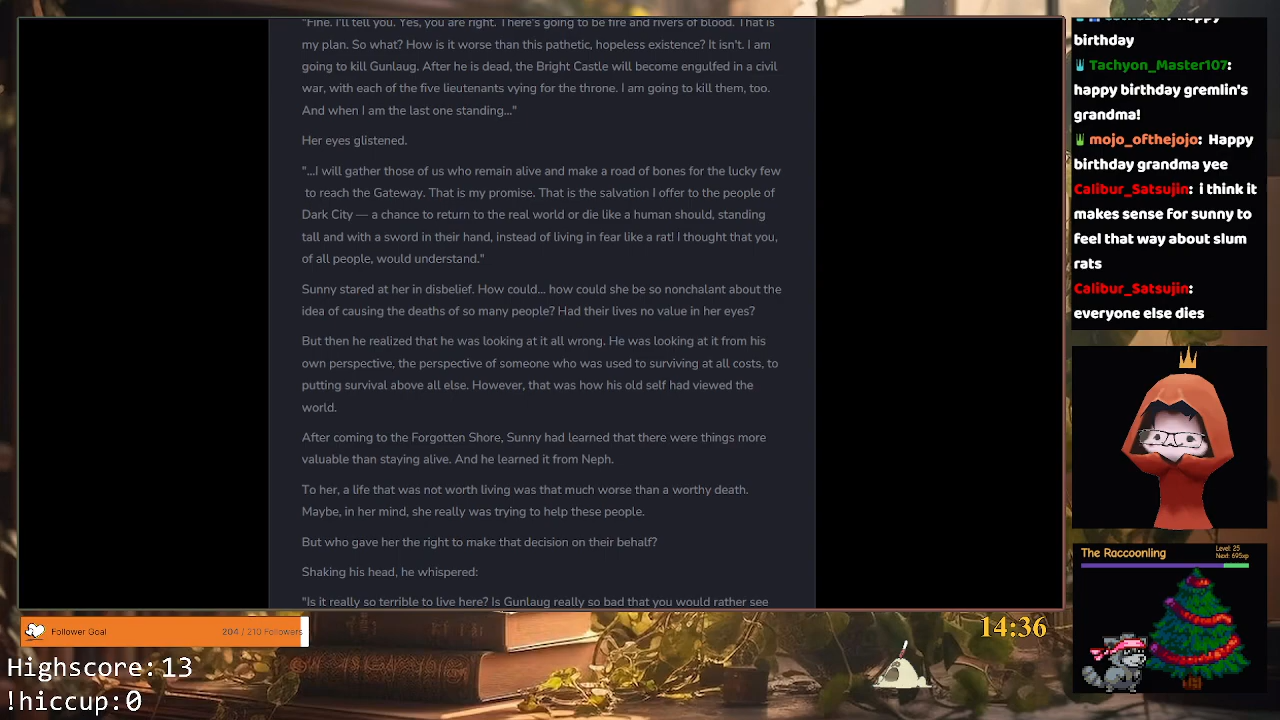 "Fine. I'll tell you. Yes, you are right. There's going to be fire and rivers of blood. That is
my plan. So what? How is it worse than this pathetic, hopeless existence? It isn't. I am
going to kill Gunlaug. After he is dead, the Bright Castle will become engulfed in a civil
war, with each of the five lieutenants vying for the throne. I am going to kill them, too.
And when I am the last one standing..."
Her eyes glistened.
"...I will gather those of us who remain alive and make a road of bones for the lucky few
to reach the Gateway. That is my promise. That is the salvation I offer to the people of
Dark City — a chance to return to the real world or die like a human should, standing
tall and with a sword in their hand, instead of living in fear like a rat! I thought that you,
of all people, would understand."
Sunny stared at her in disbelief. How could... how could she be so nonchalant about the
idea of causing the deaths of so many people? Had their lives no value in her eyes?
But then he realized that he was looking at it all wrong. He was looking at it from his
own perspective, the perspective of someone who was used to surviving at all costs, to
putting survival above all else. However, that was how his old self had viewed the
world.
After coming to the Forgotten Shore, Sunny had learned that there were things more
valuable than staying alive. And he learned it from Neph.
To her, a life that was not worth living was that much worse than a worthy death.
Maybe, in her mind, she really was trying to help these people.
But who gave her the right to make that decision on their behalf?
Shaking his head, he whispered:
"Is it really so terrible to live here? Is Gunlaug really so bad that you would rather see
birthday
Tachyon_Master107:
happy birthday gremlin's
grandma!
mojo_ofthejojo: Happy
birthday grandma yee
Calibur_Satsujin: i think it
makes sense for sunny to
feel that way about slum
rats
Calibur_Satsujin:
everyone else dies
The Raccoonling
Level: 25
Next: 695xp
Follower Goal
204 / 210 Followers
14:36
Highscore:13
!hiccup:0